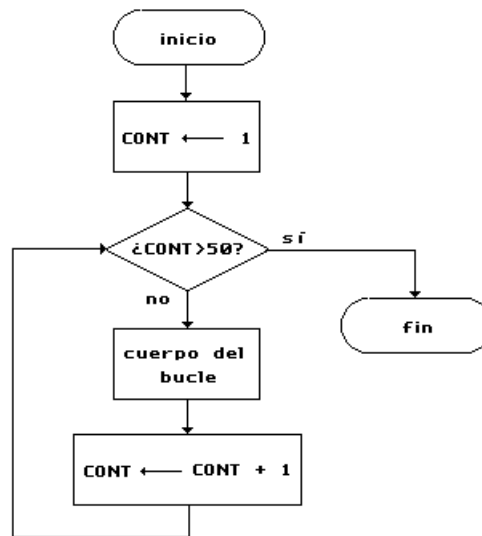 inicio
CONT ← 1
¿CONT>50?
sí
no
fin
cuerpo del
bucle
CONT ← CONT + 1